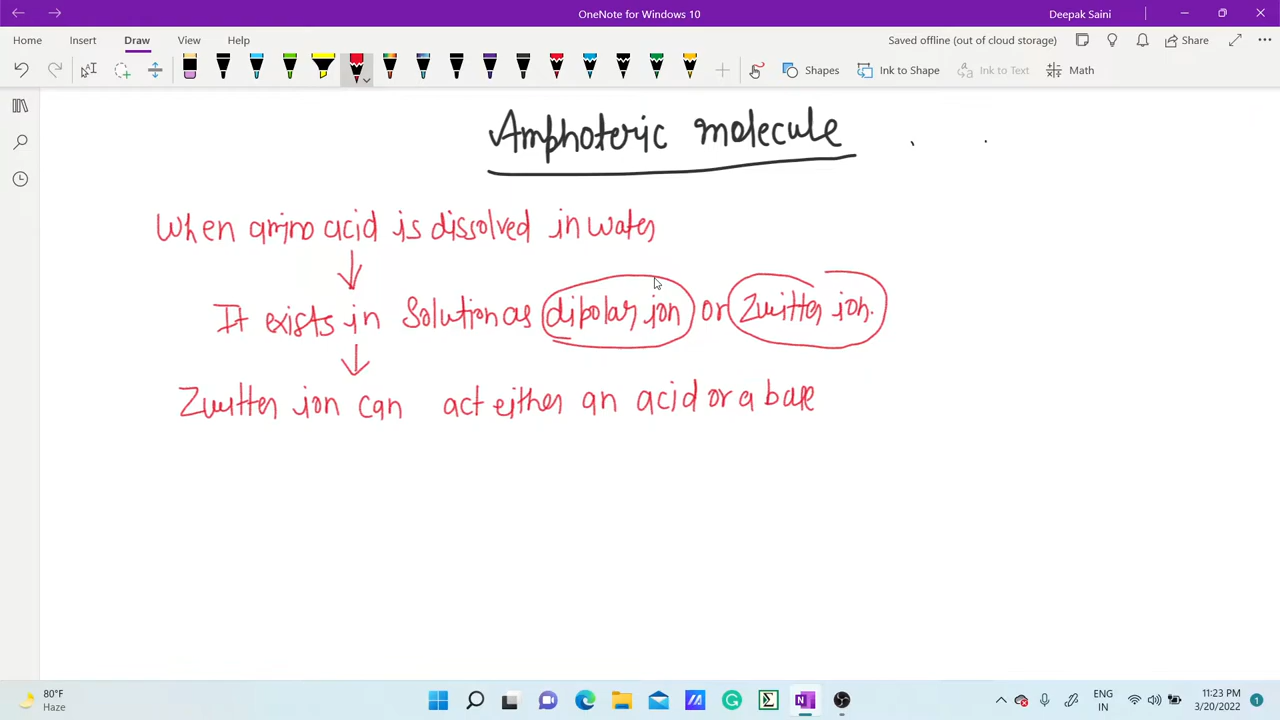 OneNote for Windows 10
Deepak Saini
Home Insert Draw View Help
Saved offline (out of cloud storage)
Share
Shapes
Ink to Shape
Ink to Text
Math
Amphoteric molecule
When amino acid is dissolved in water
It exists in Solution as dipolar ion or Zwitter ion.
Zwitter ion can act either an acid or a base
80°F
Haze
ENG
IN
11:23 PM
3/20/2022
1